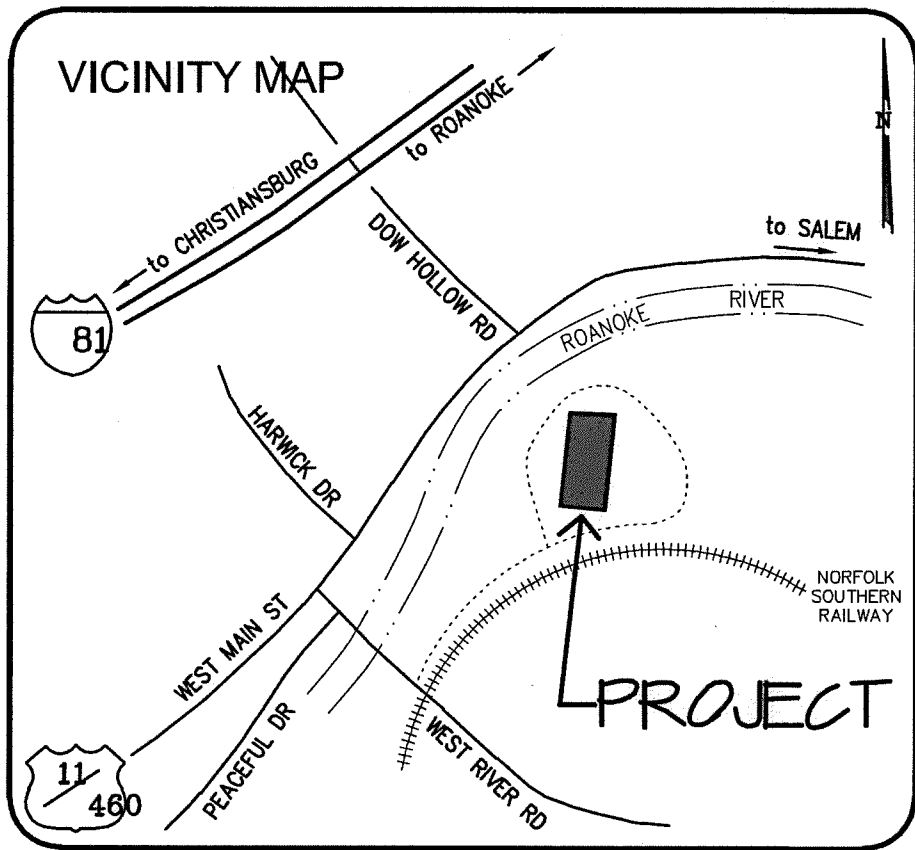 VICINITY MAP
to ROANOKE
N
to CHRISTIANSBURG
to SALEM
DOW HOLLOW RD
ROANOKE RIVER
81
HARWICK DR
NORFOLK
SOUTHERN
RAILWAY
WEST MAIN ST
PROJECT
PEACEFUL DR
WEST RIVER RD
11
460